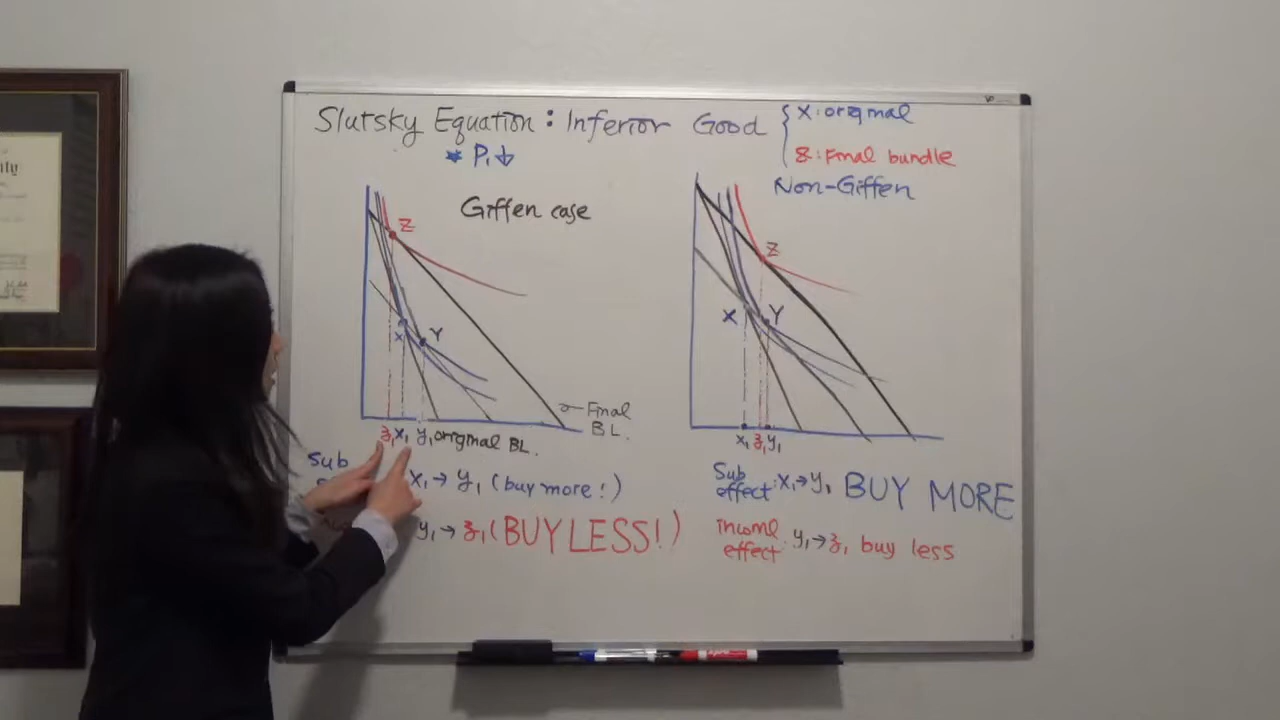 Slutsky Equation: Inferior Good
{ X: original
Z: Final bundle
* P₁↓
Non-Giffen
Giffen case
Z
X
Y
Final
BL.
z₁ x₁ y₁ original BL.
Sub
x₁→y₁ (buy more!)
y₁→z₁ (BUY LESS!)
Z
X
Y
x₁ z₁ y₁
Sub
effect: x₁→y₁ BUY MORE
income
effect: y₁→z₁ buy less